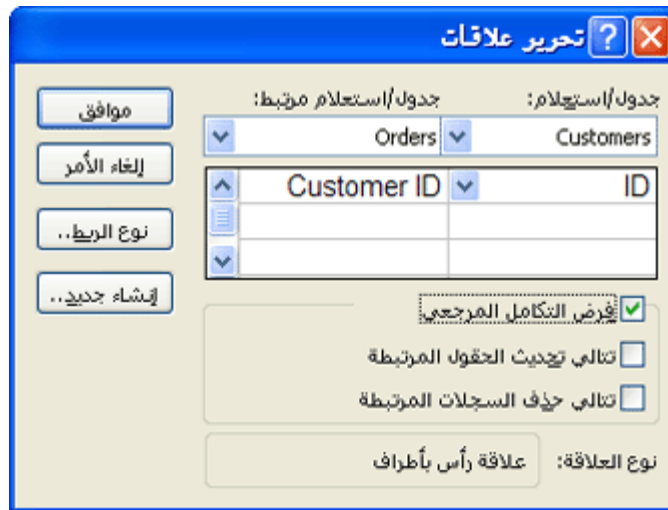 تحرير علاقات
جدول/استعلام: جدول/استعلام مرتبط:
Customers Orders
ID Customer ID
فرض التكامل المرجعي
تتالي تحديث الحقول المرتبطة
تتالي حذف السجلات المرتبطة
نوع العلاقة: علاقة رأس بأطراف
موافق
إلغاء الأمر
نوع الربط..
إنشاء جديد..